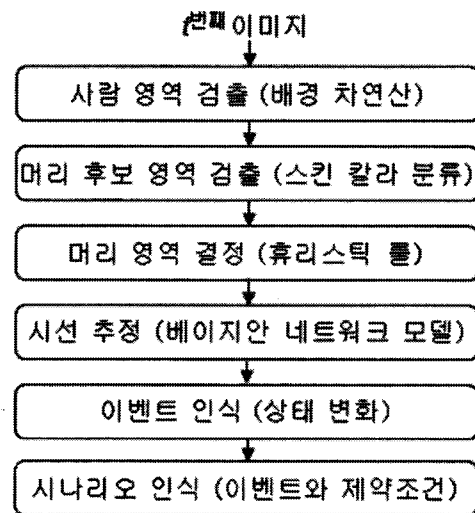 t번째 이미지
사람 영역 검출 (배경 차연산)
머리 후보 영역 검출 (스킨 칼라 분류)
머리 영역 결정 (휴리스틱 룰)
시선 추정 (베이지안 네트워크 모델)
이벤트 인식 (상태 변화)
시나리오 인식 (이벤트와 제약조건)